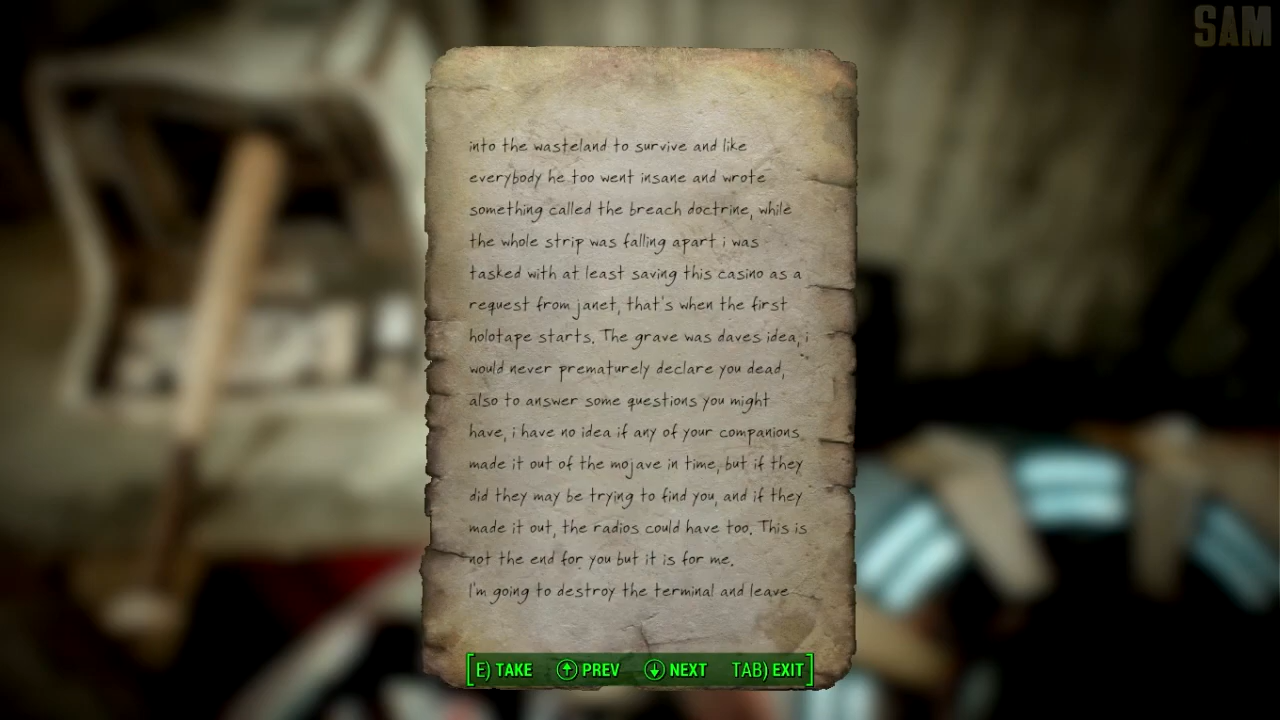 SAM
into the wasteland to survive and like
everybody he too went insane and wrote
something called the breach doctrine, while
the whole strip was falling apart i was
tasked with at least saving this casino as a
request from janet, that's when the first
holotape starts. The grave was daves idea, i
would never prematurely declare you dead,
also to answer some questions you might
have, i have no idea if any of your companions
made it out of the mojave in time, but if they
did they may be trying to find you, and if they
made it out, the radios could have too. This is
not the end for you but it is for me.
I'm going to destroy the terminal and leave
E) TAKE PREV NEXT TAB) EXIT